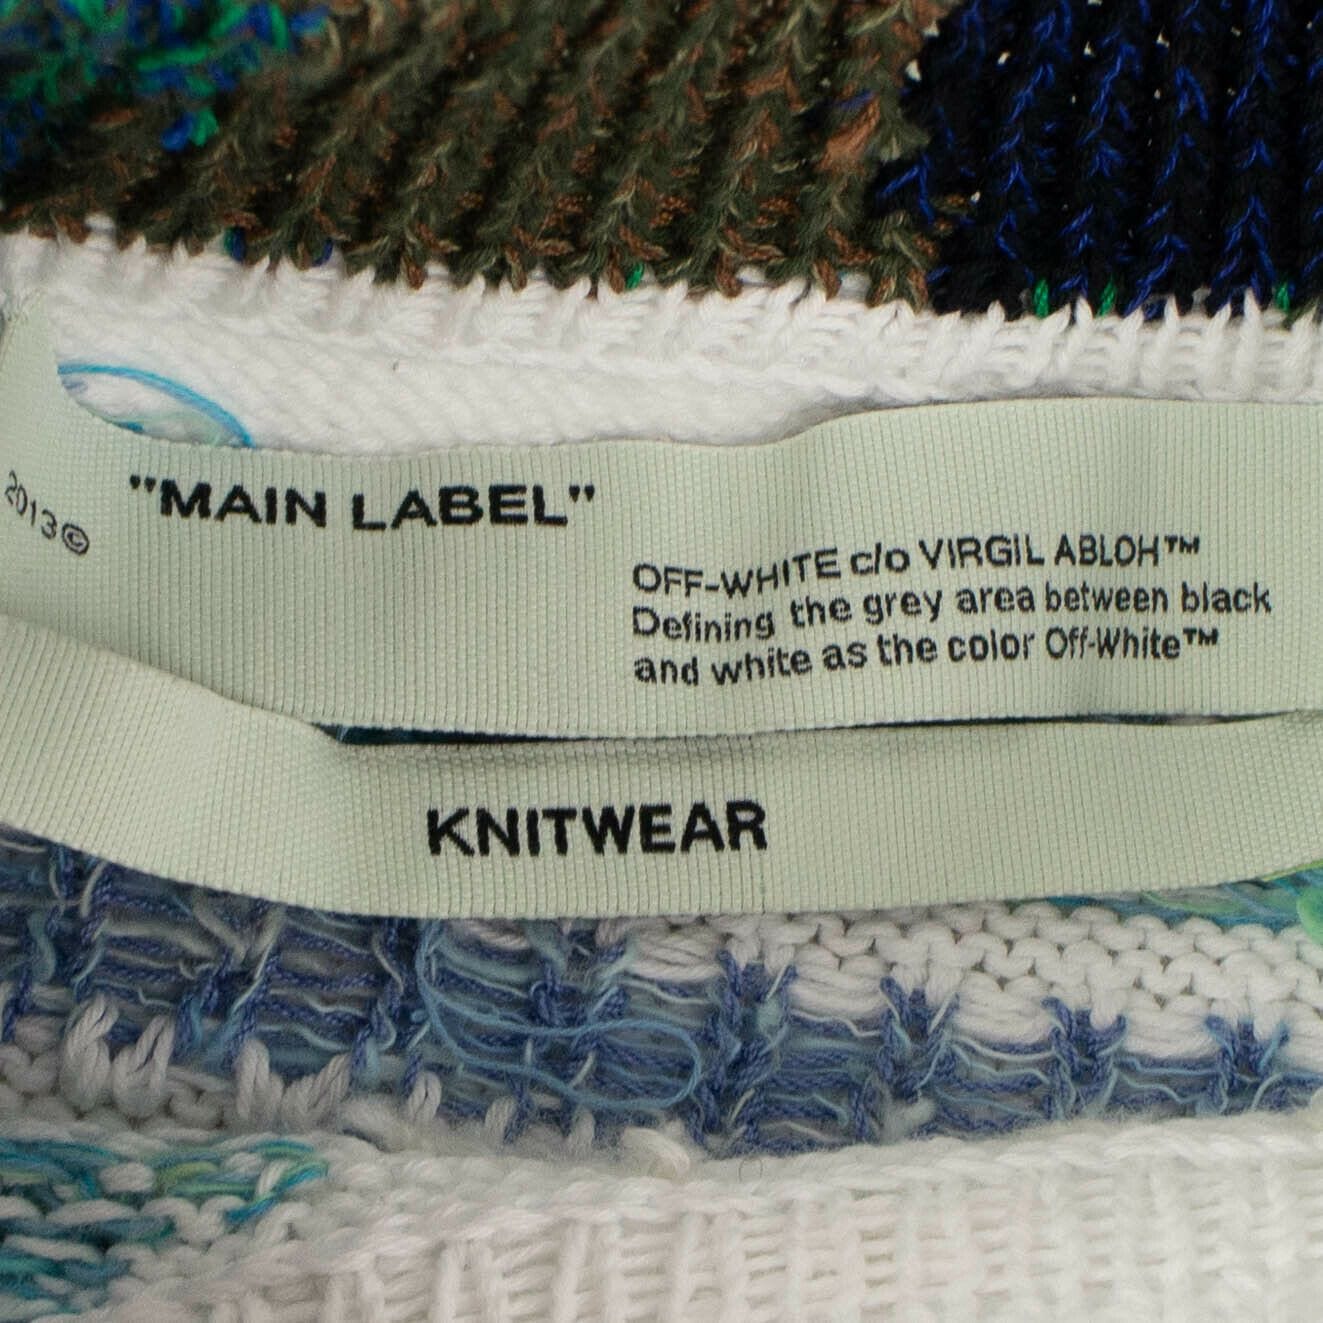 2013©
"MAIN LABEL"
OFF-WHITE c/o VIRGIL ABLOH™
Defining the grey area between black
and white as the color Off-White™
KNITWEAR